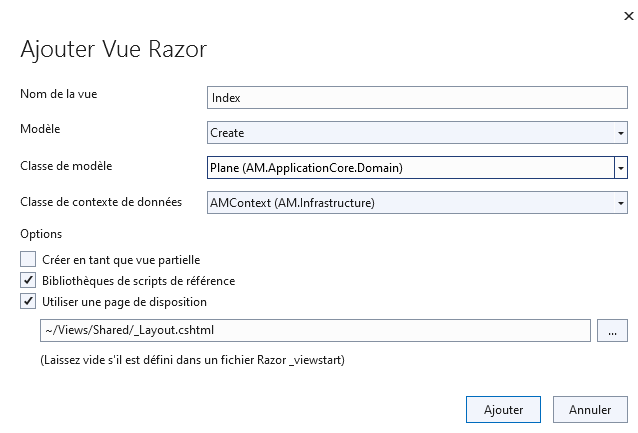 Ajouter Vue Razor
Nom de la vue
Index
Modèle
Create
Classe de modèle
Plane (AM.ApplicationCore.Domain)
Classe de contexte de données
AMContext (AM.Infrastructure)
Options
Créer en tant que vue partielle
Bibliothèques de scripts de référence
Utiliser une page de disposition
~/Views/Shared/_Layout.cshtml
...
(Laissez vide s'il est défini dans un fichier Razor _viewstart)
Ajouter
Annuler